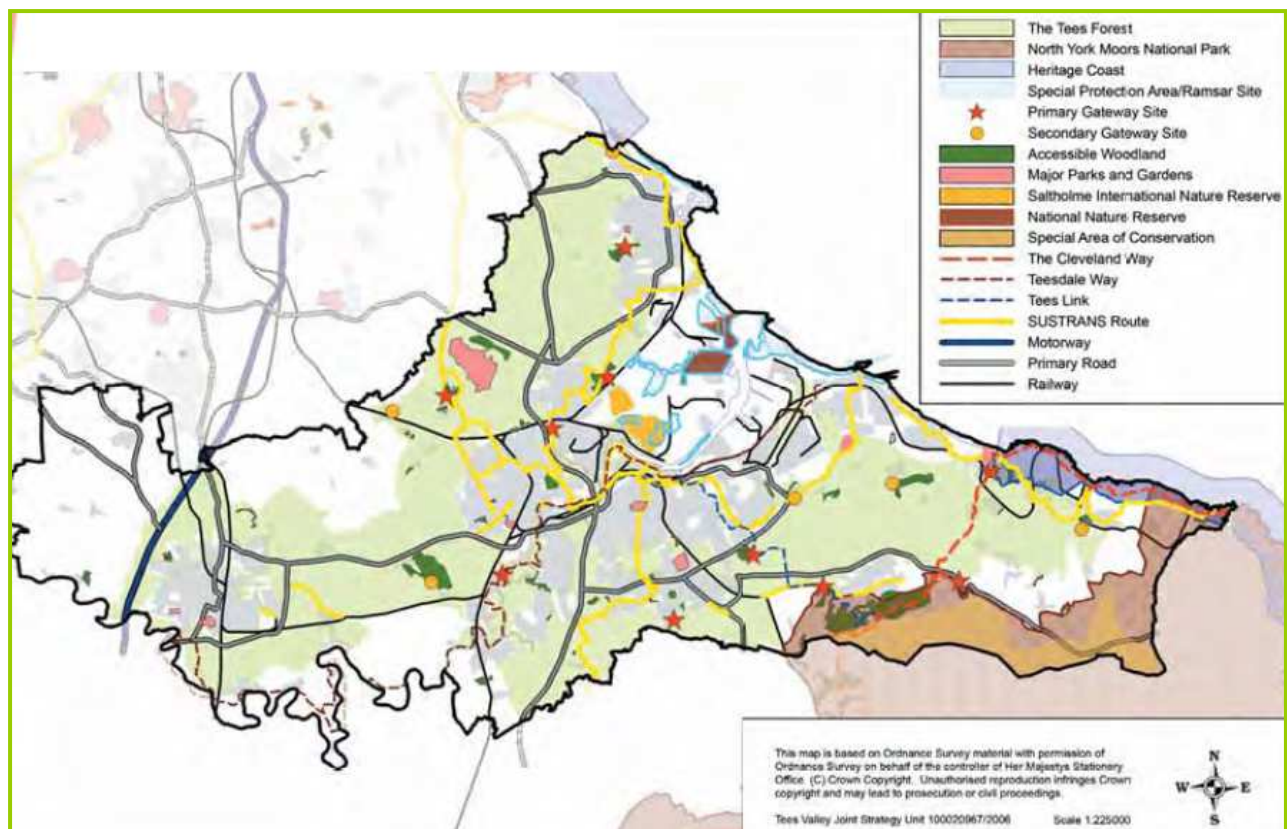 The Tees Forest
North York Moors National Park
Heritage Coast
Special Protection Area/Ramsar Site
Primary Gateway Site
Secondary Gateway Site
Accessible Woodland
Major Parks and Gardens
Saltholme International Nature Reserve
National Nature Reserve
Special Area of Conservation
The Cleveland Way
Teesdale Way
Tees Link
SUSTRANS Route
Motorway
Primary Road
Railway
This map is based on Ordnance Survey material with permission of
Ordnance Survey on behalf of the controller of Her Majestys Stationery
Office. (C) Crown Copyright. Unauthorised reproduction infringes Crown
copyright and may lead to prosecution or civil proceedings.
Tees Valley Joint Strategy Unit 100020967/2006 Scale 1:225000
N
W E
S